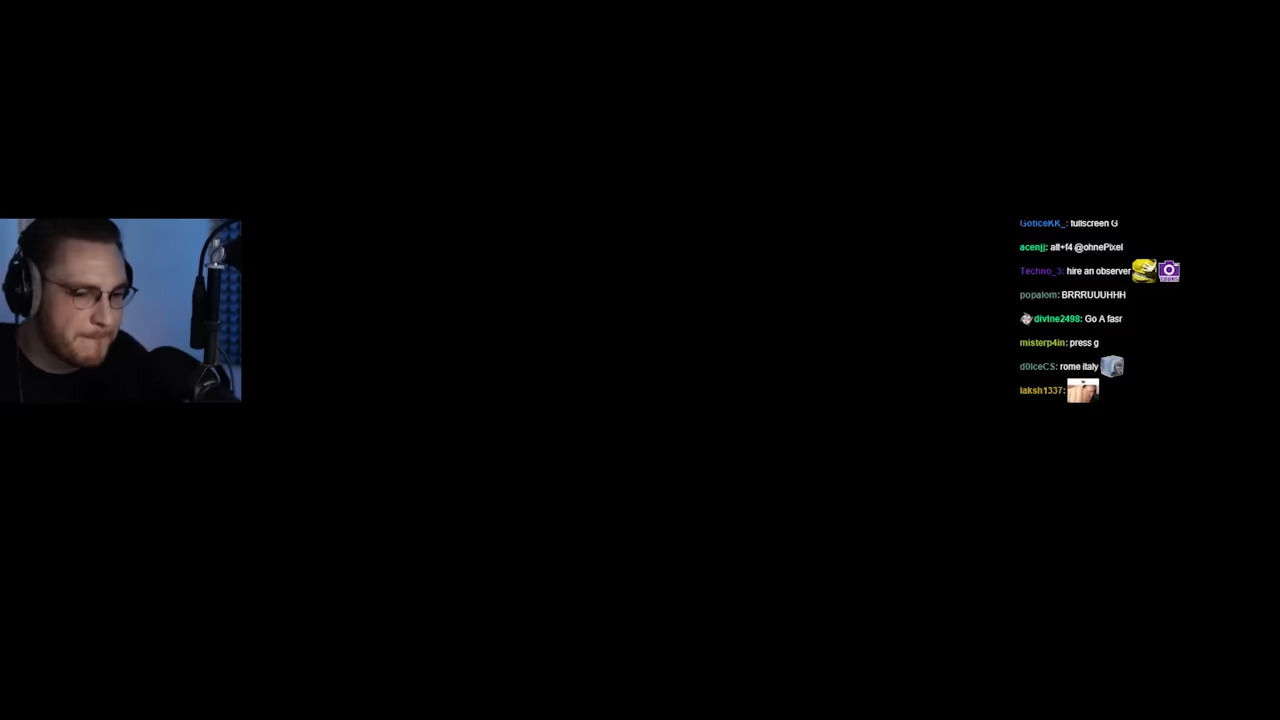 GoticeKK_: fullscreen G
acenjj: alt+f4 @ohnePixel
Techno_3: hire an observer
popalom: BRRRUUUHHH
divine2498: Go A fasr
misterp4in: press g
d0lceCS: rome italy
laksh1337: